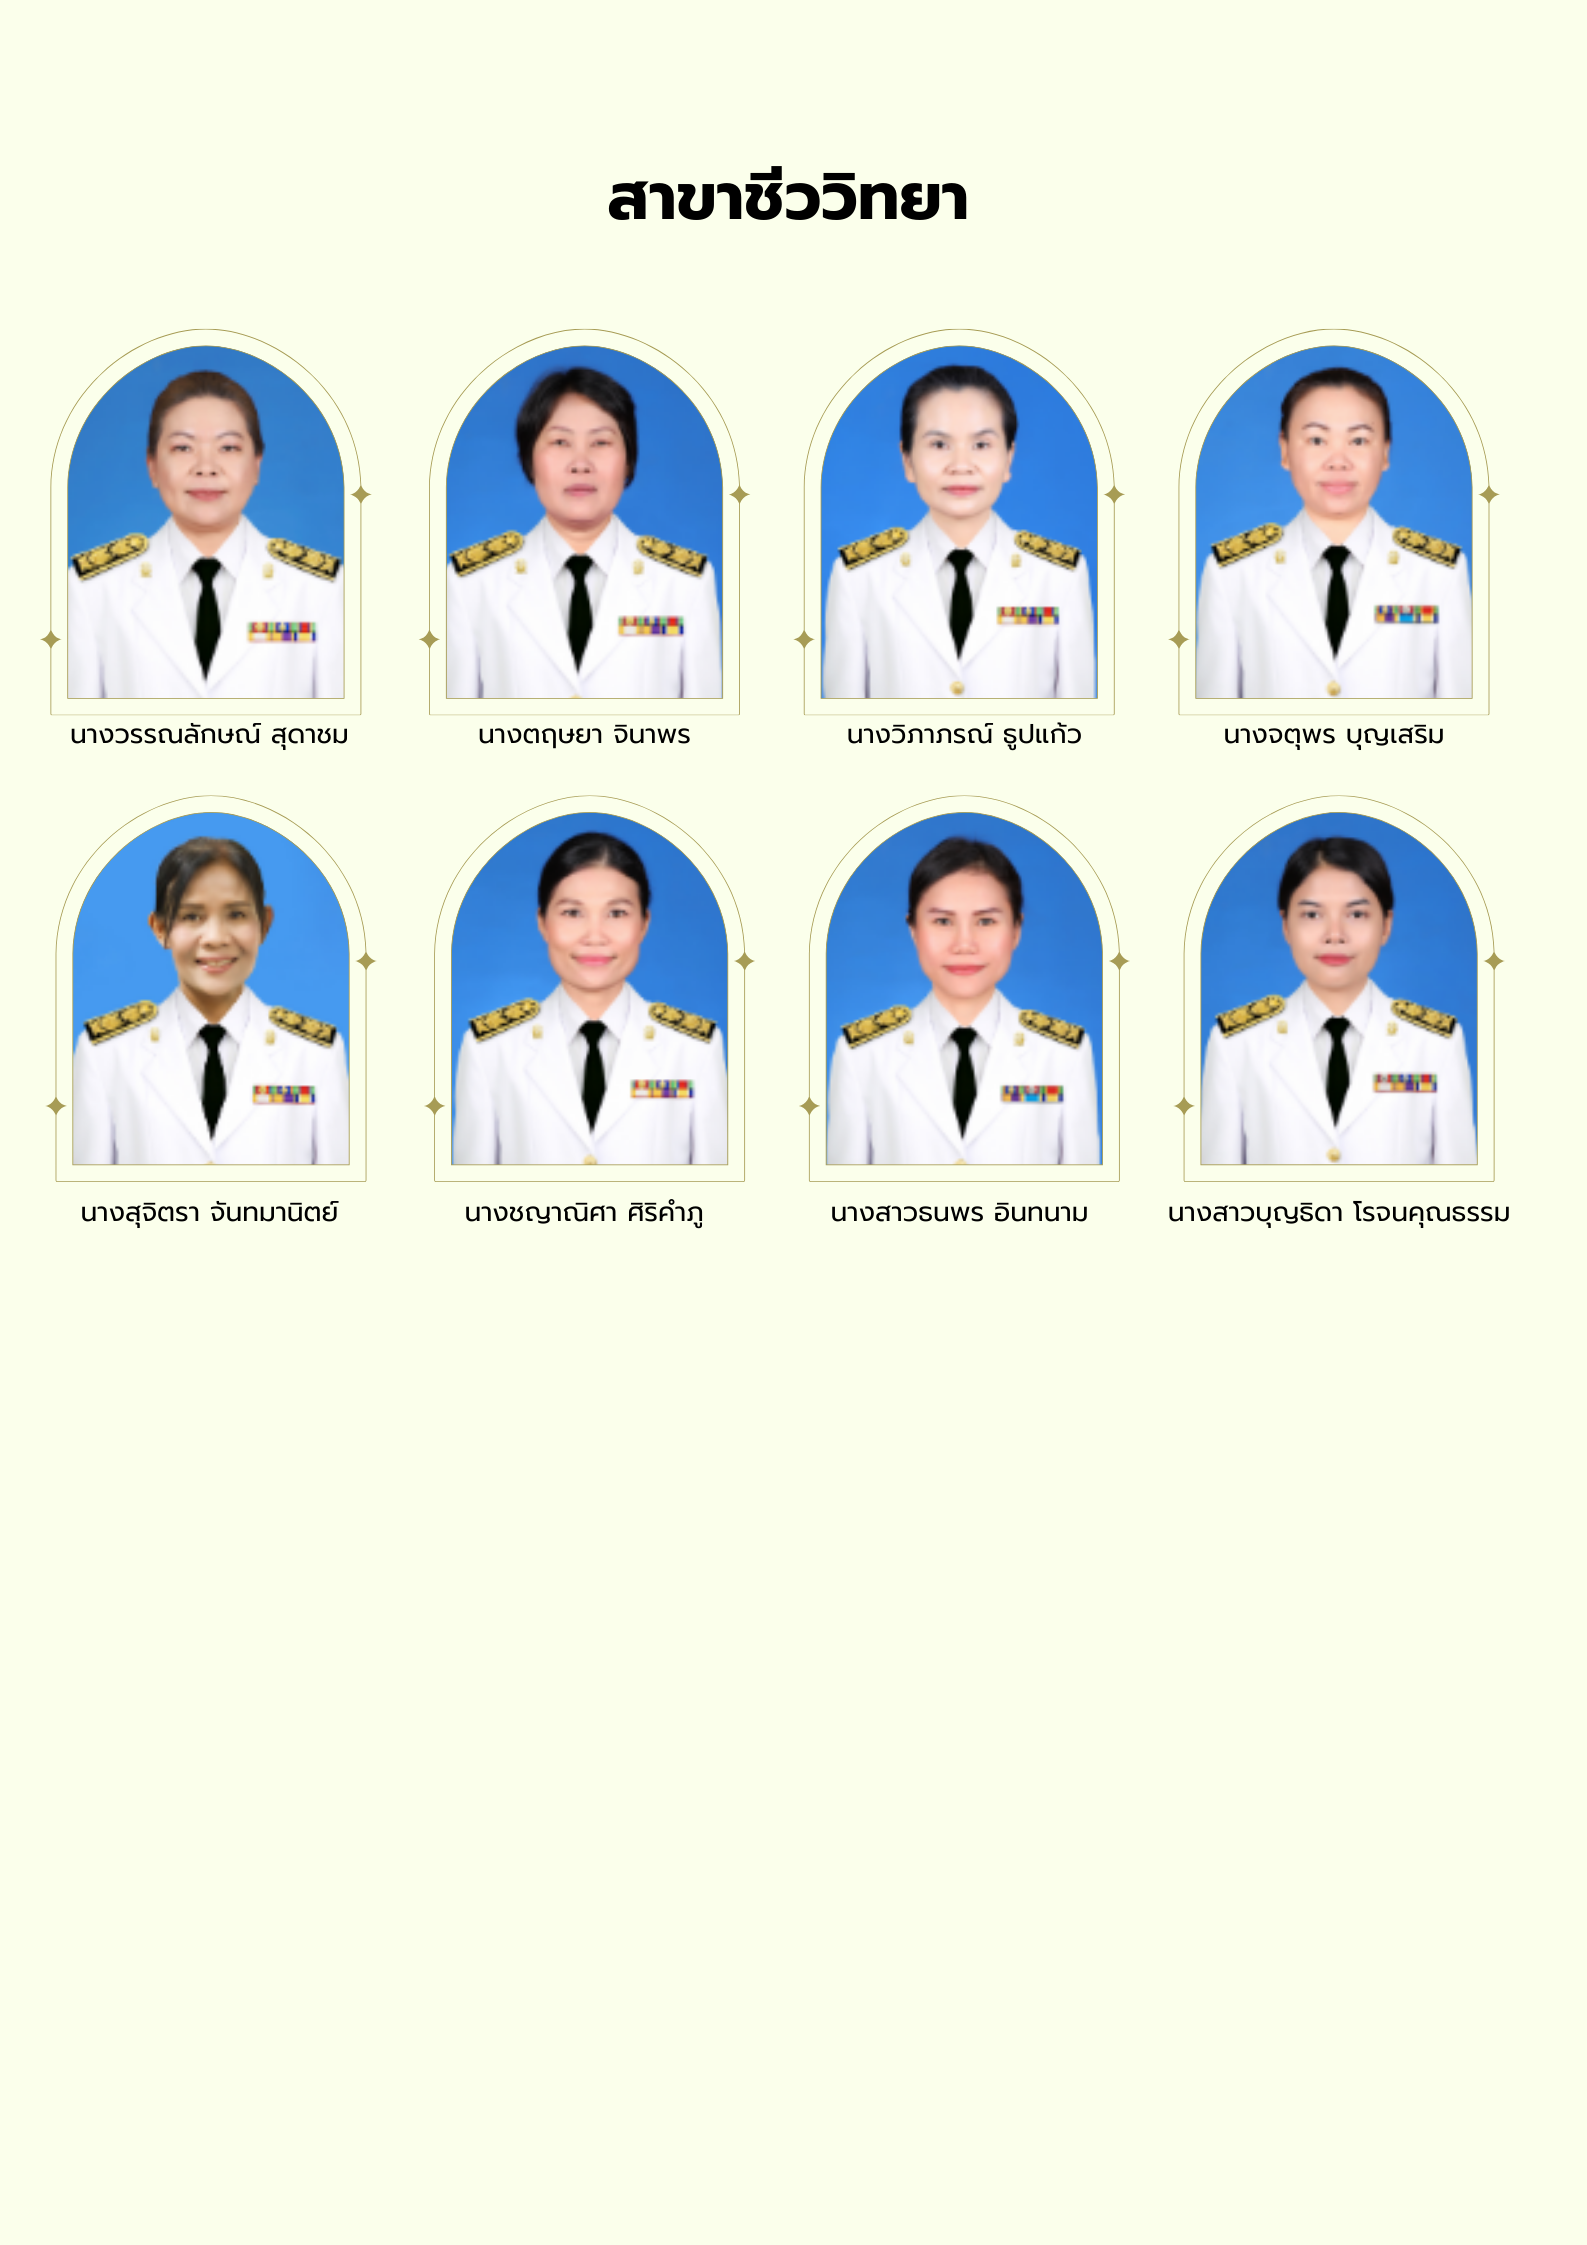 สาขาชีววิทยา
นางวรรณลักษณ์ สุดาชม
นางตฤษยา จินาพร
นางวิภาภรณ์ ธูปแก้ว
นางจตุพร บุญเสริม
นางสุจิตรา จันทมานิตย์
นางชญาณิศา ศิริคำภู
นางสาวธนพร อินทนาม
นางสาวบุญธิดา โรจนคุณธรรม